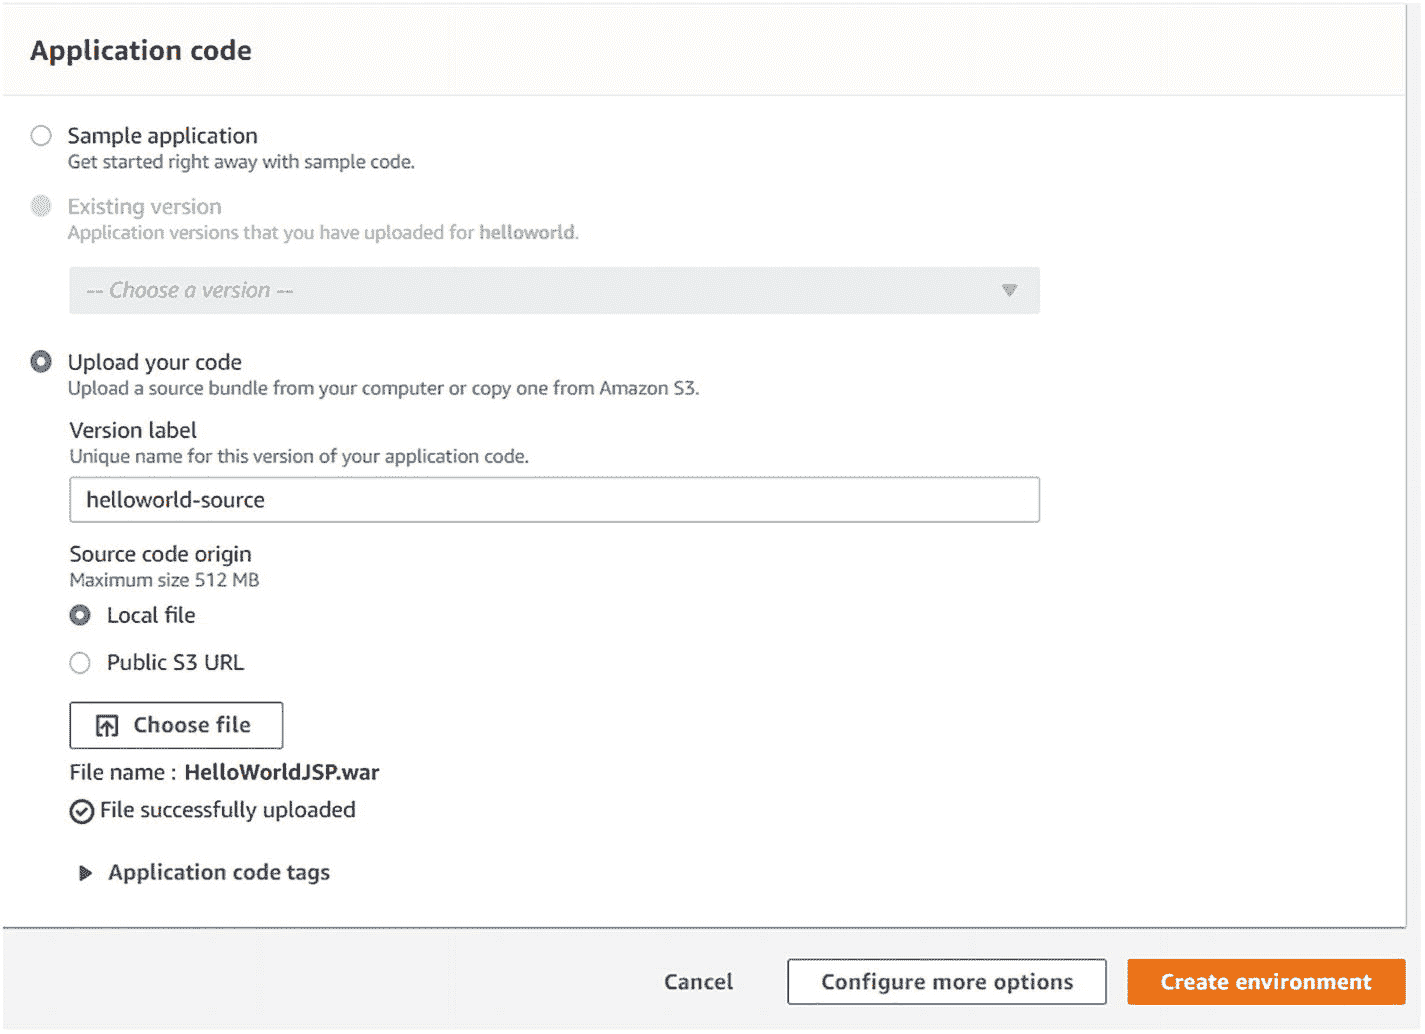 Application code
Sample application
Get started right away with sample code.
Existing version
Application versions that you have uploaded for helloworld.
-- Choose a version --
Upload your code
Upload a source bundle from your computer or copy one from Amazon S3.
Version label
Unique name for this version of your application code.
helloworld-source
Source code origin
Maximum size 512 MB
Local file
Public S3 URL
Choose file
File name : HelloWorldJSP.war
File successfully uploaded
Application code tags
Cancel Configure more options Create environment